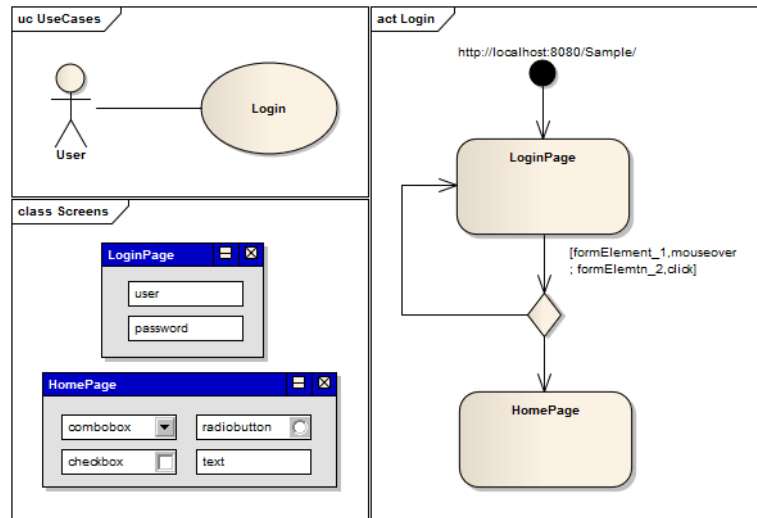 uc UseCases
Login
User
class Screens
LoginPage
user
password
HomePage
combobox
radiobutton
checkbox
text
act Login
http://localhost:8080/Sample/
LoginPage
[formElement_1,mouseover
; formElemtn_2,click]
HomePage